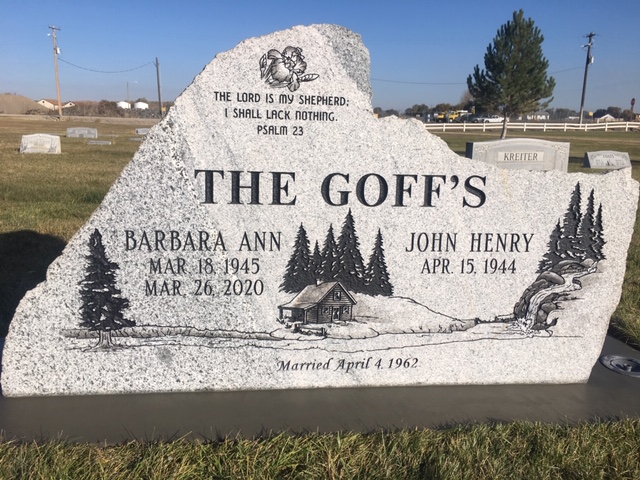 THE LORD IS MY SHEPHERD;
I SHALL LACK NOTHING.
PSALM 23
THE GOFF'S
BARBARA ANN
MAR. 18, 1945
MAR. 26, 2020
JOHN HENRY
APR. 15, 1944
Married April 4, 1962
KREITER